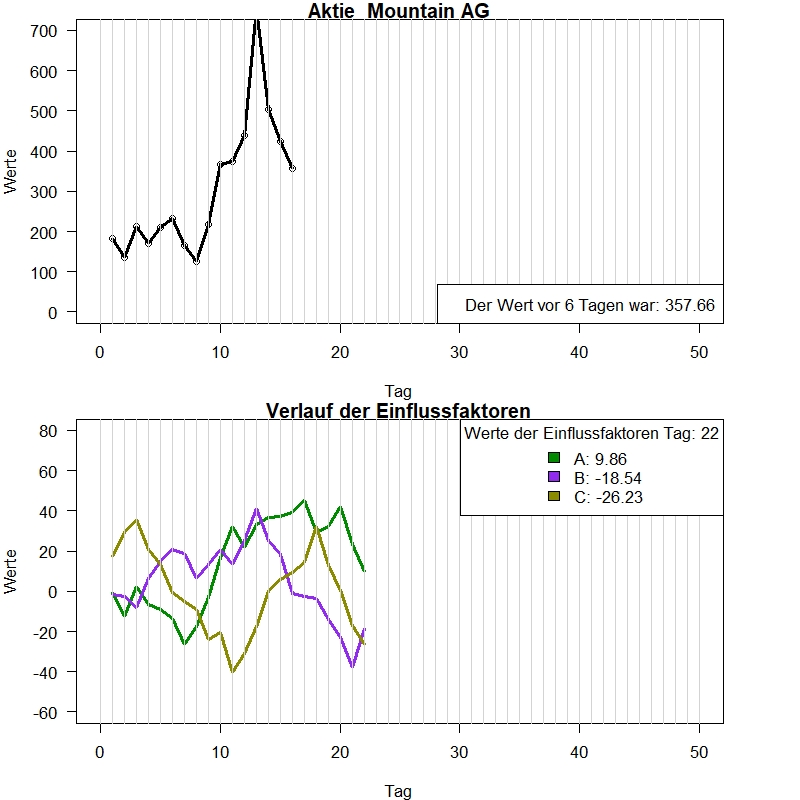 Aktie Mountain AG
Werte
700
600
500
400
300
200
100
0
Der Wert vor 6 Tagen war: 357.66
0 10 20 30 40 50
Tag
Verlauf der Einflussfaktoren
Werte
80
60
40
20
0
-20
-40
-60
Werte der Einflussfaktoren Tag: 22
A: 9.86
B: -18.54
C: -26.23
0 10 20 30 40 50
Tag